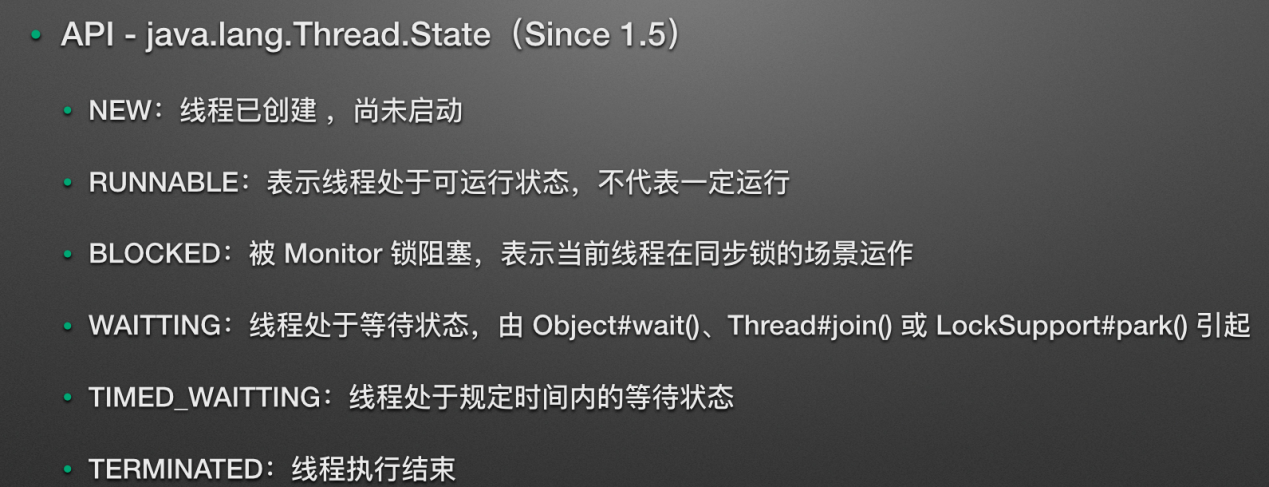 API - java.lang.Thread.State（Since 1.5）
NEW：线程已创建 ，尚未启动
RUNNABLE：表示线程处于可运行状态，不代表一定运行
BLOCKED：被 Monitor 锁阻塞，表示当前线程在同步锁的场景运作
WAITTING：线程处于等待状态，由 Object#wait()、Thread#join() 或 LockSupport#park() 引起
TIMED_WAITTING：线程处于规定时间内的等待状态
TERMINATED：线程执行结束